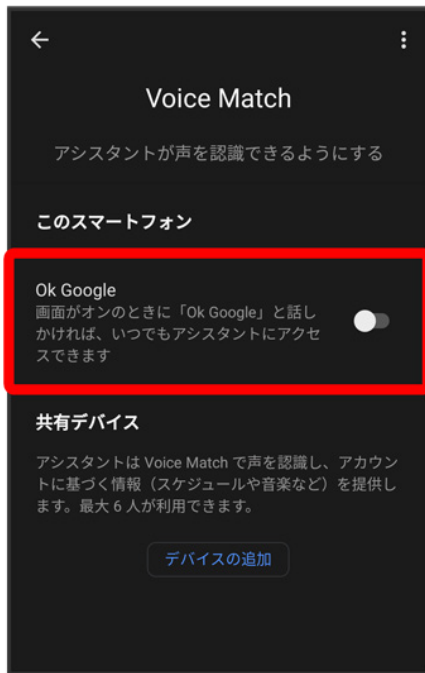 Voice Match
アシスタントが声を認識できるようにする
このスマートフォン
Ok Google
画面がオンのときに「Ok Google」と話し
かければ、いつでもアシスタントにアクセ
スできます
共有デバイス
アシスタントは Voice Match で声を認識し、アカウン
トに基づく情報（スケジュールや音楽など）を提供し
ます。最大 6 人が利用できます。
デバイスの追加